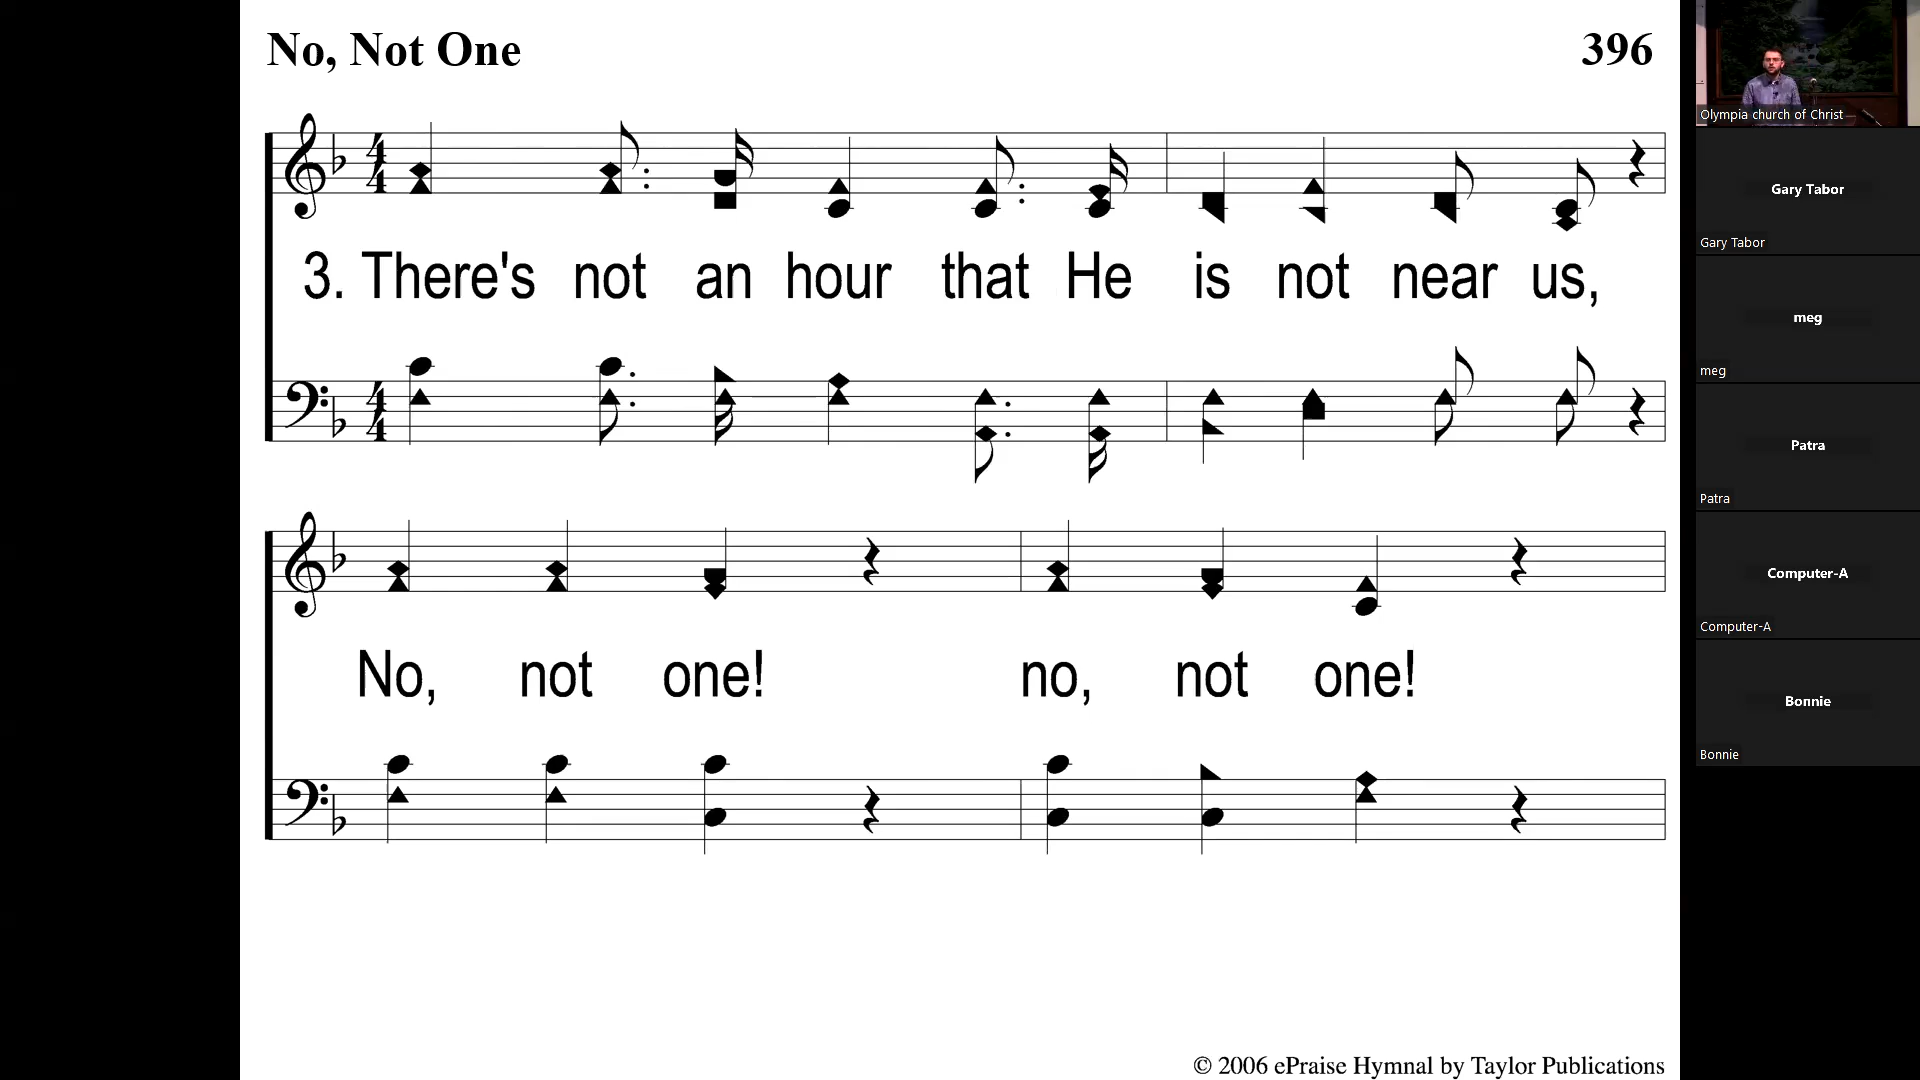 No, Not One
396
3. There's not an hour that He is not near us,
No, not one! no, not one!
© 2006 ePraise Hymnal by Taylor Publications
Olympia church of Christ
Gary Tabor
Gary Tabor
meg
meg
Patra
Patra
Computer-A
Computer-A
Bonnie
Bonnie